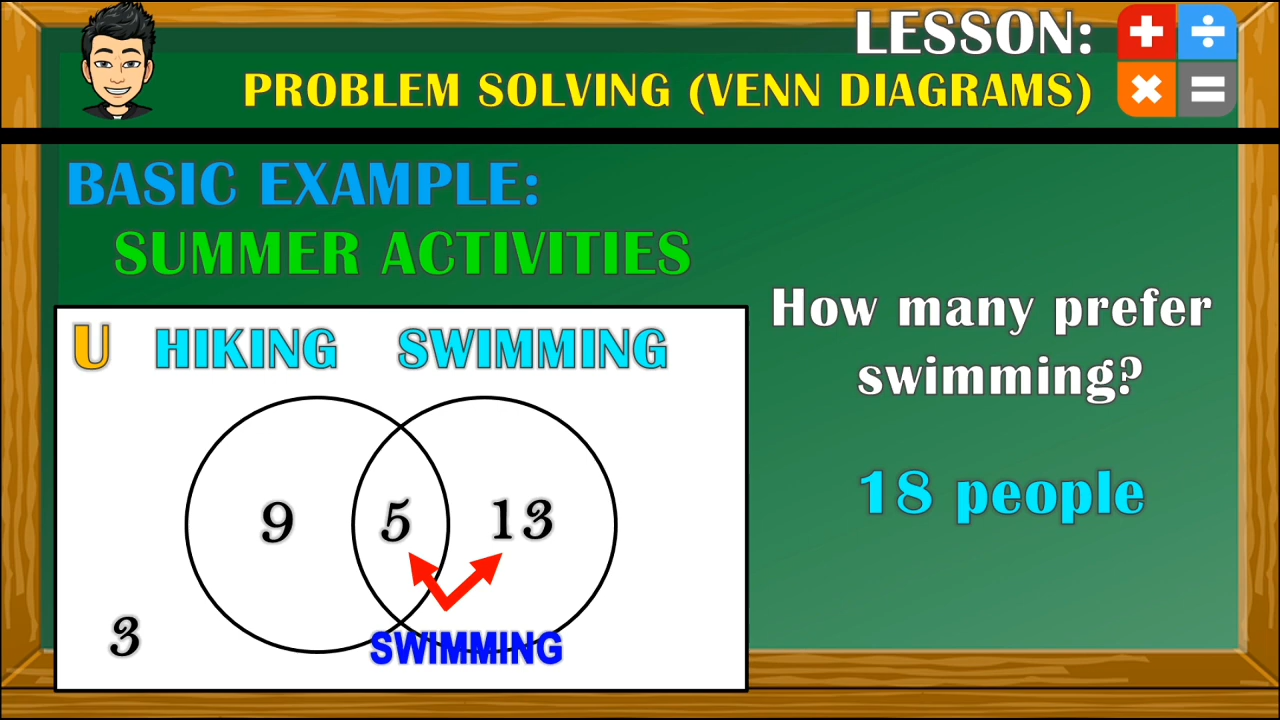 LESSON:
PROBLEM SOLVING (VENN DIAGRAMS)
+ ÷
× =
BASIC EXAMPLE:
SUMMER ACTIVITIES
U HIKING SWIMMING
9 5 13
3
SWIMMING
How many prefer
swimming?
18 people